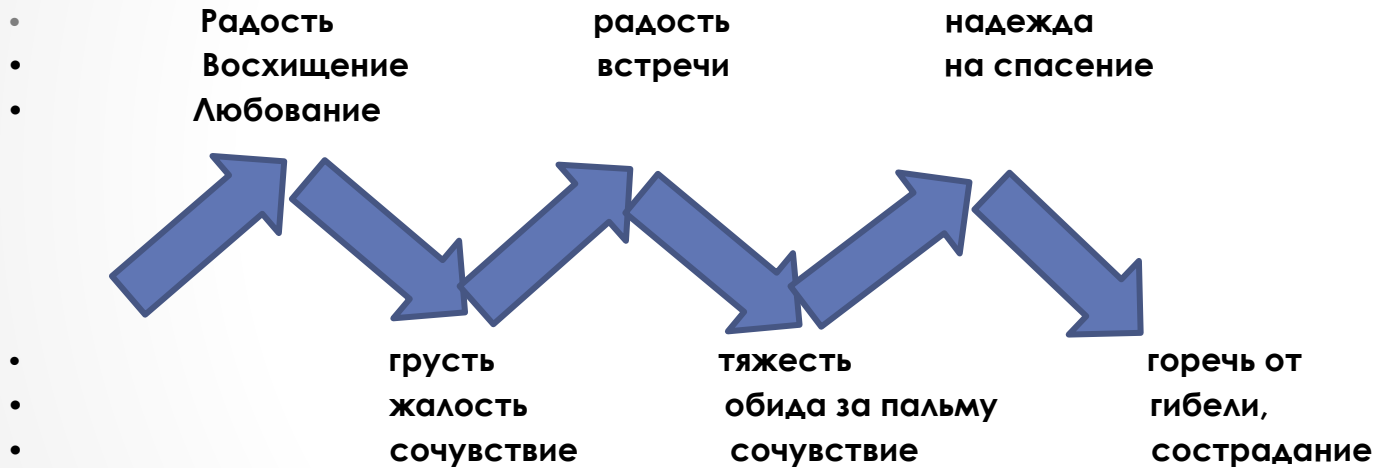 • Радость радость надежда
• Восхищение встречи на спасение
• Любование
• грусть тяжесть горечь от
• жалость обида за пальму гибели,
• сочувствие сочувствие сострадание